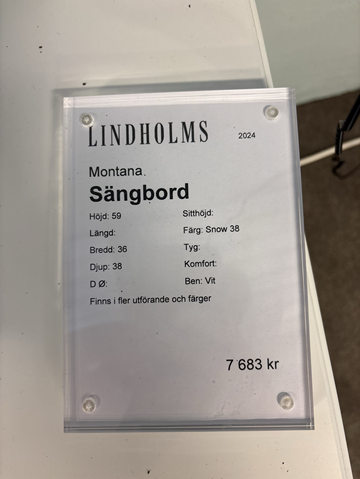 LINDHOLMS 2024
Montana.
Sängbord
Höjd: 59 Sitthöjd:
Längd: Färg: Snow 38
Bredd: 36 Tyg:
Djup: 38 Komfort:
D Ø: Ben: Vit
Finns i fler utförande och färger
7 683 kr